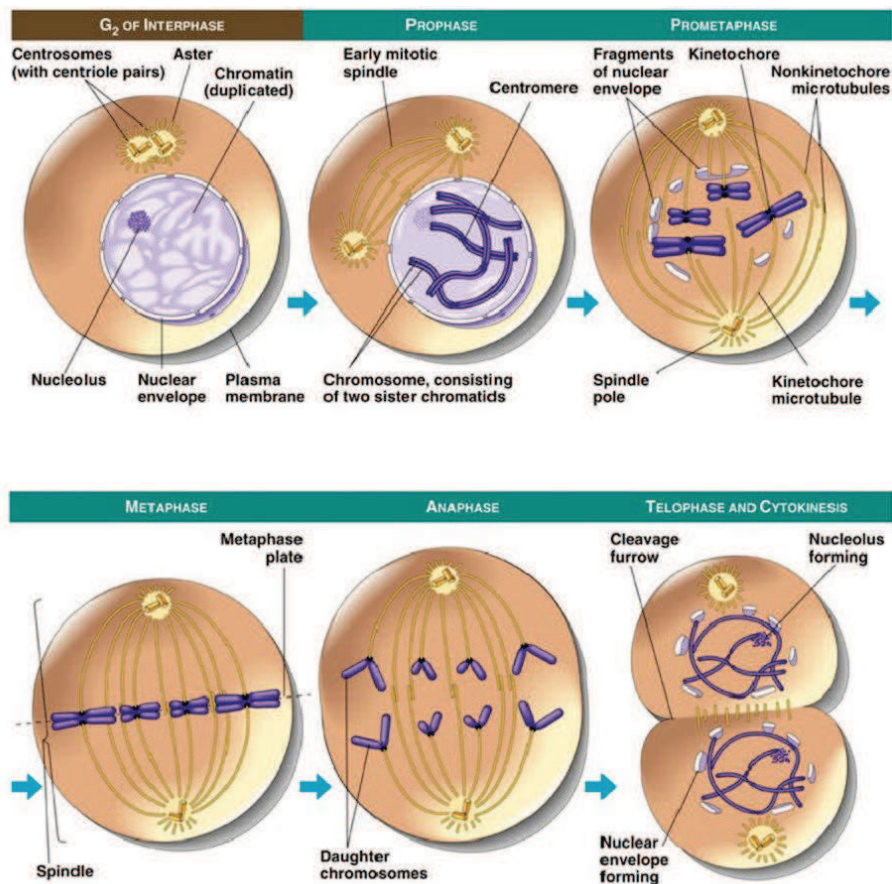 G₂ OF INTERPHASE
PROPHASE
PROMETAPHASE
Centrosomes
(with centriole pairs)
Aster
Chromatin
(duplicated)
Early mitotic
spindle
Centromere
Fragments
of nuclear
envelope
Kinetochore
Nonkinetochore
microtubules
Nucleolus
Nuclear
envelope
Plasma
membrane
Chromosome, consisting
of two sister chromatids
Spindle
pole
Kinetochore
microtubule
METAPHASE
ANAPHASE
TELOPHASE AND CYTOKINESIS
Metaphase
plate
Cleavage
furrow
Nucleolus
forming
Spindle
Daughter
chromosomes
Nuclear
envelope
forming